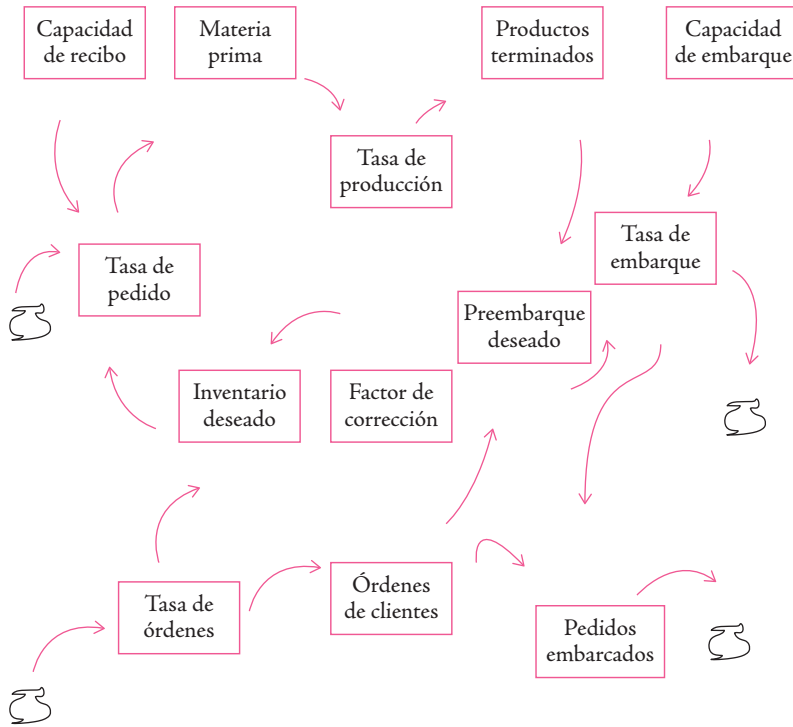 Capacidad
de recibo
Materia
prima
Productos
terminados
Capacidad
de embarque
Tasa de
producción
Tasa de
embarque
Tasa de
pedido
Preembarque
deseado
Inventario
deseado
Factor de
corrección
Tasa de
órdenes
Órdenes
de clientes
Pedidos
embarcados